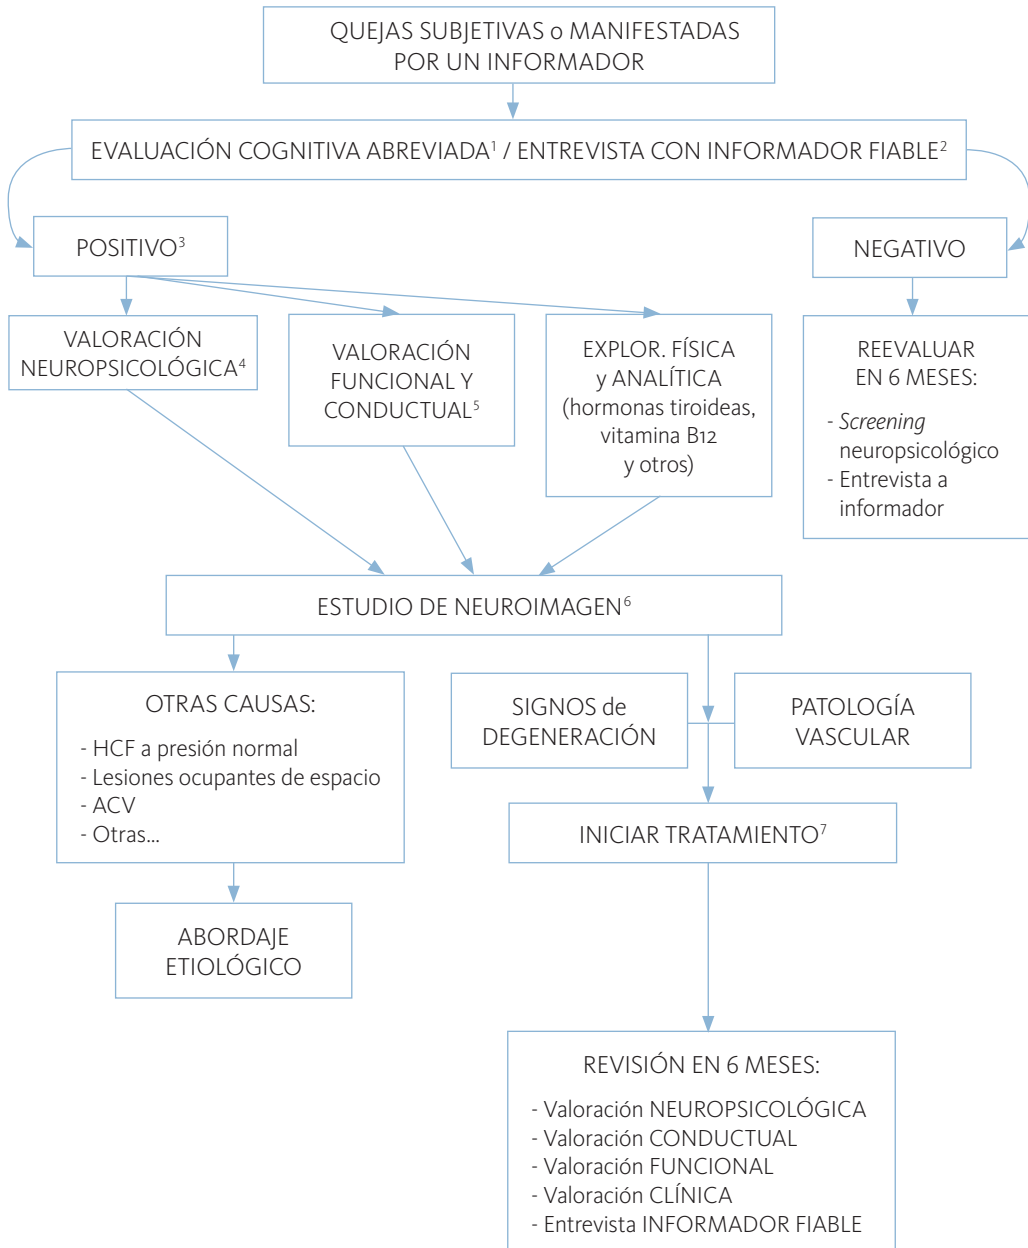 QUEJAS SUBJETIVAS o MANIFESTADAS
POR UN INFORMADOR
EVALUACIÓN COGNITIVA ABREVIADA¹ / ENTREVISTA CON INFORMADOR FIABLE²
POSITIVO³
NEGATIVO
VALORACIÓN
NEUROPSICOLÓGICA⁴
VALORACIÓN
FUNCIONAL Y
CONDUCTUAL⁵
EXPLOR. FÍSICA
y ANALÍTICA
(hormonas tiroideas,
vitamina B12
y otros)
REEVALUAR
EN 6 MESES:
- Screening
neuropsicológico
- Entrevista a
informador
ESTUDIO DE NEUROIMAGEN⁶
OTRAS CAUSAS:
- HCF a presión normal
- Lesiones ocupantes de espacio
- ACV
- Otras...
SIGNOS de
DEGENERACIÓN
PATOLOGÍA
VASCULAR
INICIAR TRATAMIENTO⁷
ABORDAJE
ETIOLÓGICO
REVISIÓN EN 6 MESES:
- Valoración NEUROPSICOLÓGICA
- Valoración CONDUCTUAL
- Valoración FUNCIONAL
- Valoración CLÍNICA
- Entrevista INFORMADOR FIABLE